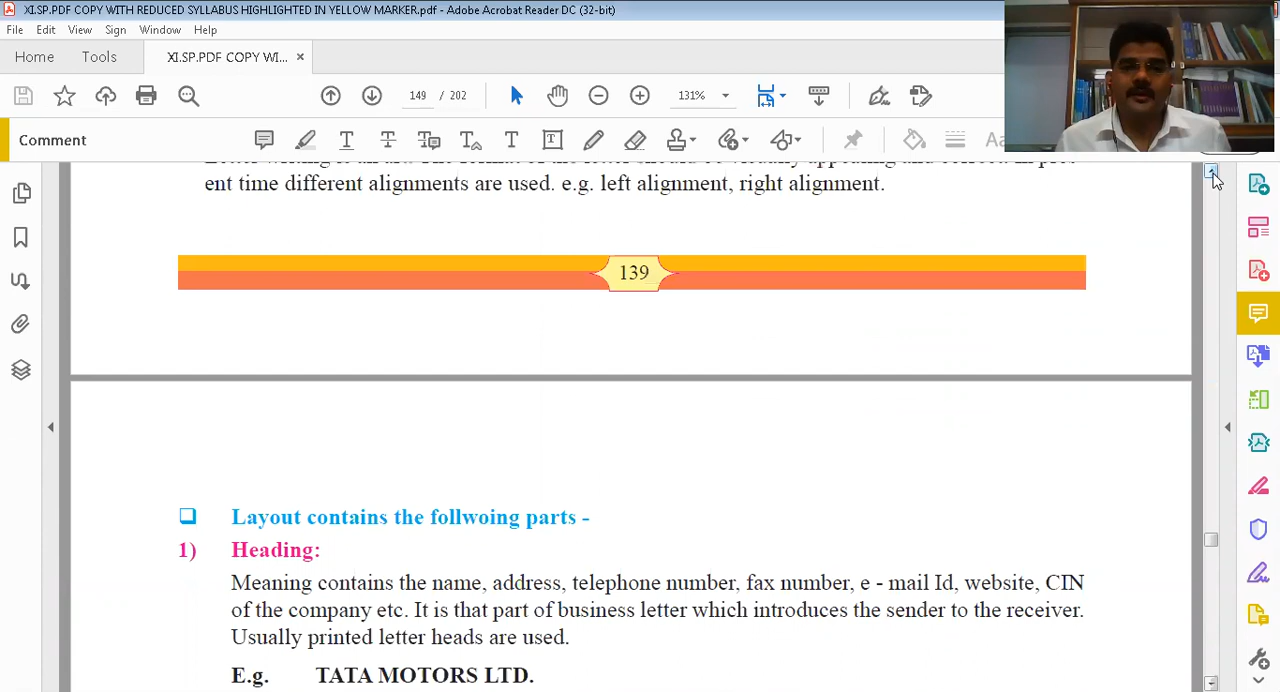 XI.SP.PDF COPY WITH REDUCED SYLLABUS HIGHLIGHTED IN YELLOW MARKER.pdf - Adobe Acrobat Reader DC (32-bit)
File Edit View Sign Window Help
Home Tools XI.SP.PDF COPY WI... ×
149 / 202 131%
Comment
ent time different alignments are used. e.g. left alignment, right alignment.
139
Layout contains the follwoing parts -
1) Heading:
Meaning contains the name, address, telephone number, fax number, e - mail Id, website, CIN
of the company etc. It is that part of business letter which introduces the sender to the receiver.
Usually printed letter heads are used.
E.g. TATA MOTORS LTD.